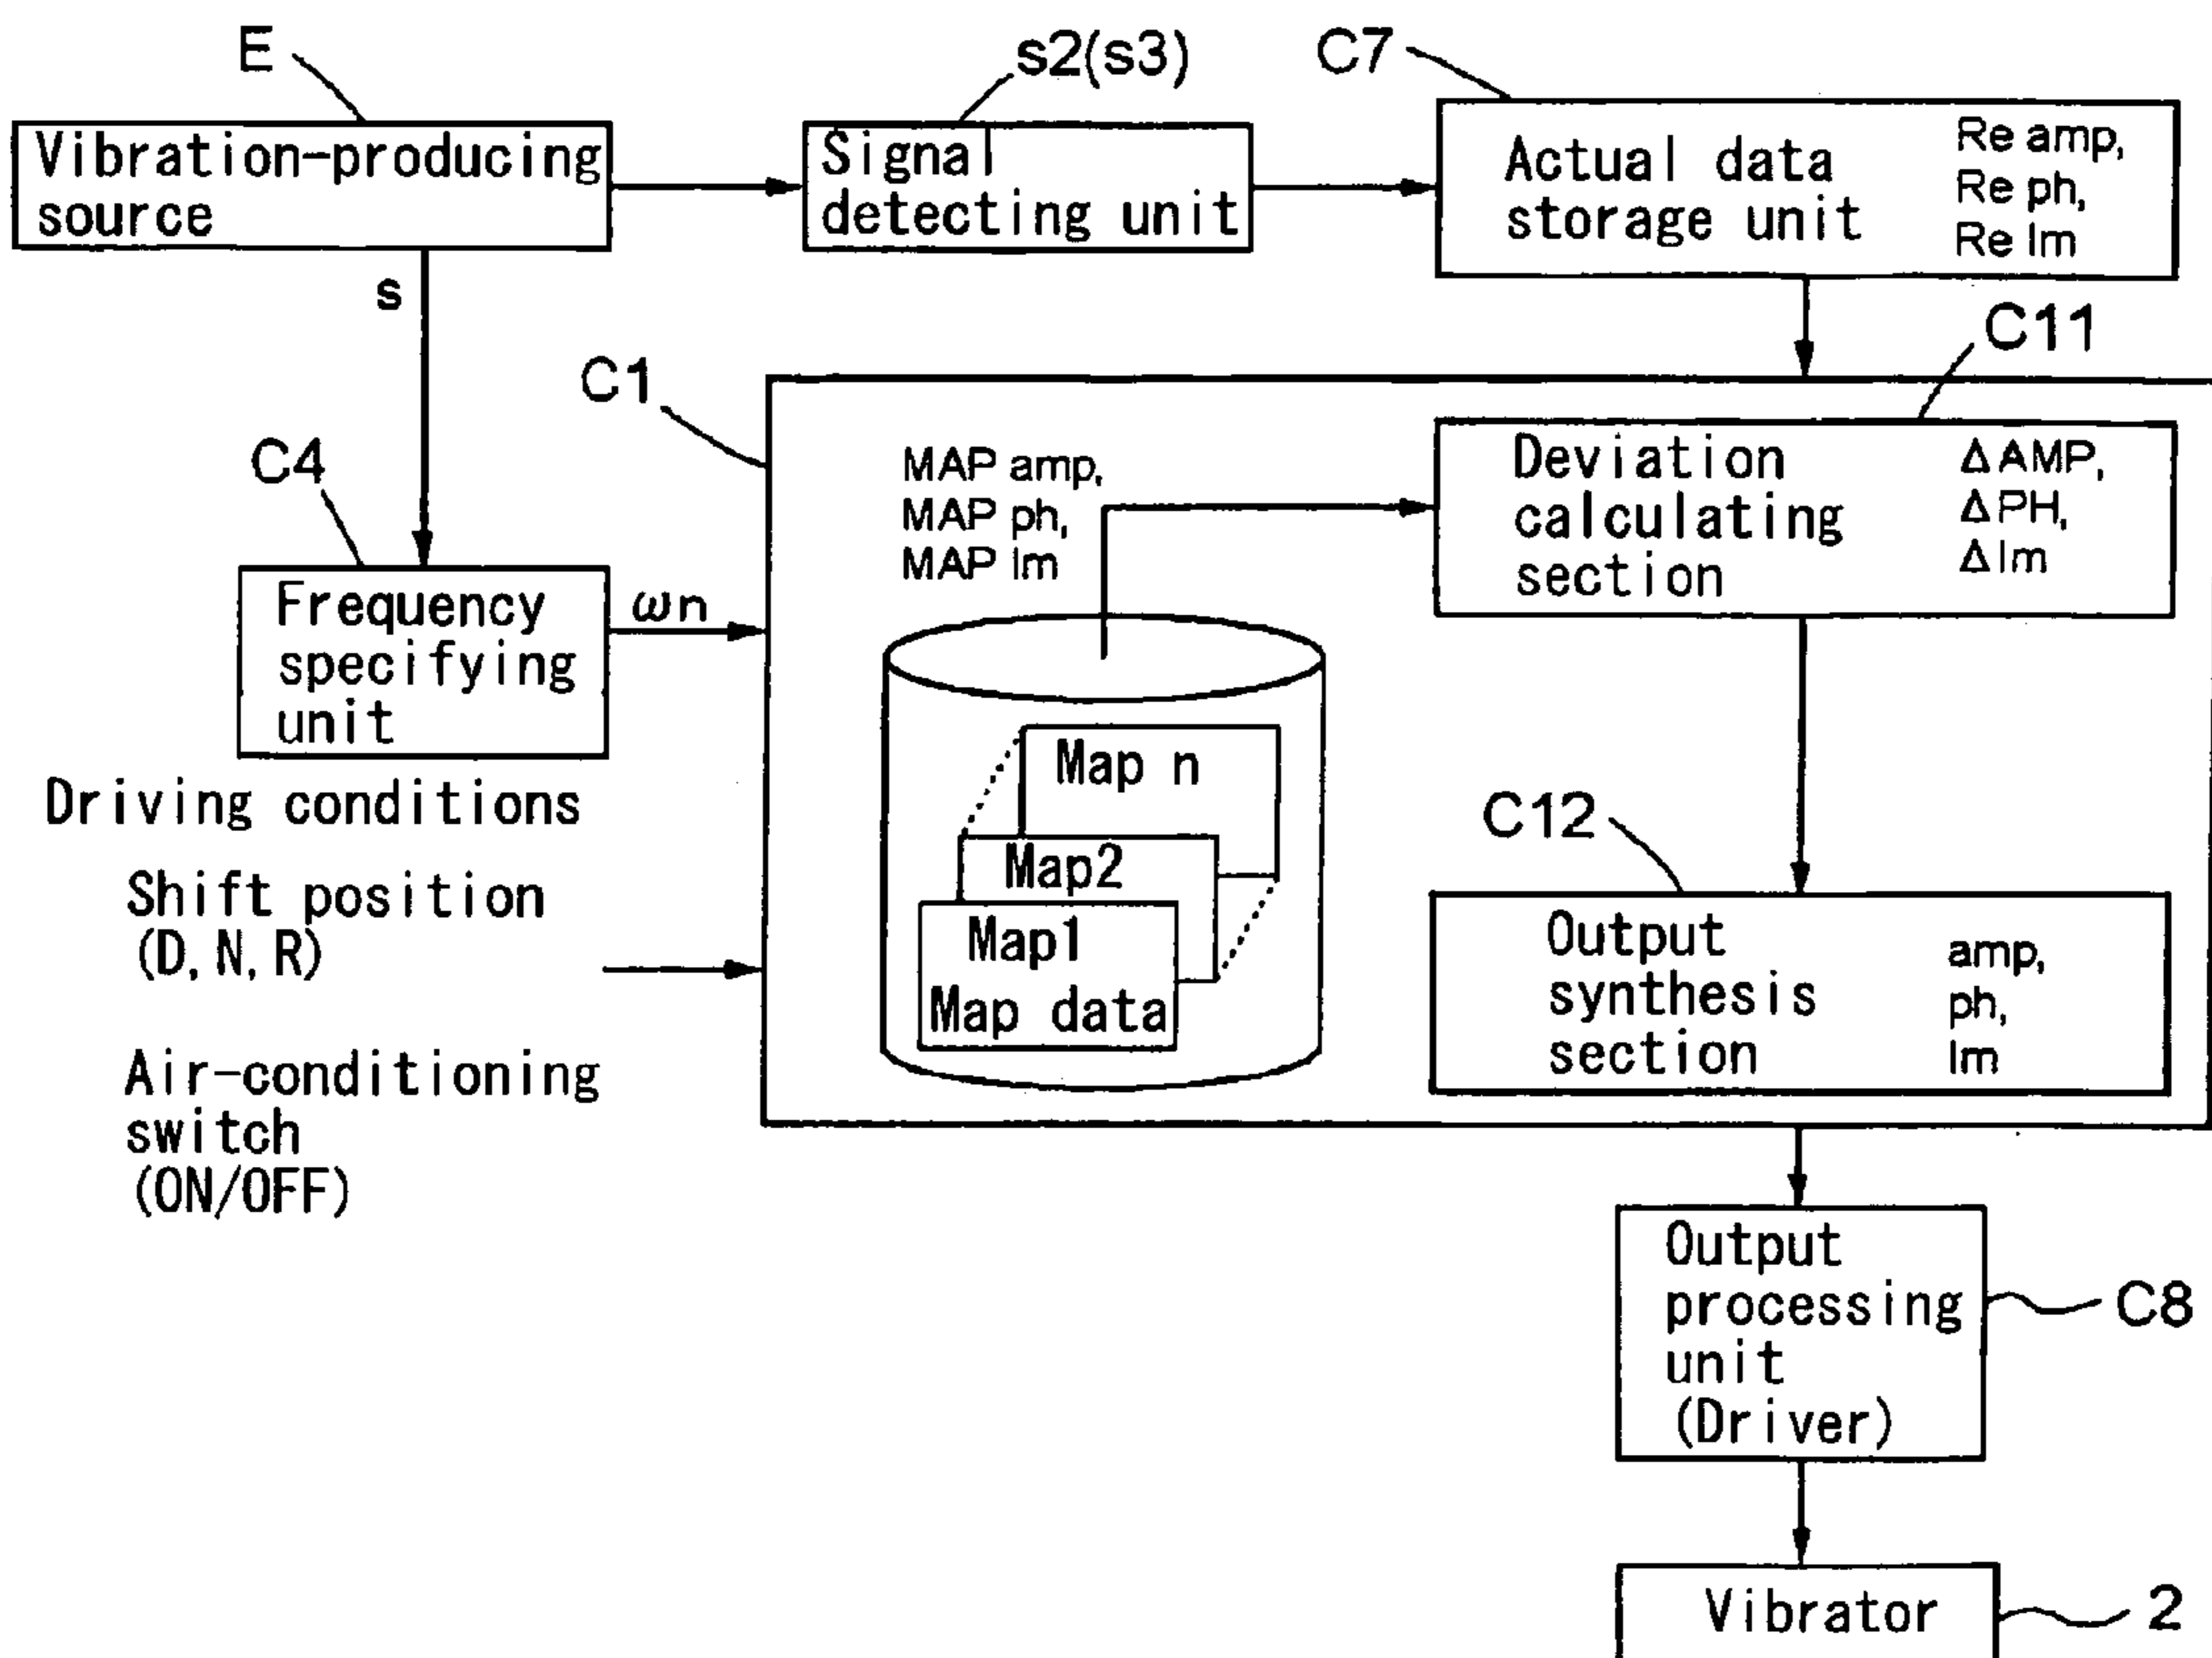 E
s2(s3)
C7
Vibration-producing
source
Signal
detecting unit
Actual data
storage unit
Re amp,
Re ph,
Re Im
s
C11
C1
C4
MAP amp,
MAP ph,
MAP Im
Deviation
calculating
section
ΔAMP,
ΔPH,
ΔIm
Frequency
specifying
unit
ωn
Driving conditions
Shift position
(D, N, R)
Air-conditioning
switch
(ON/OFF)
Map n
Map2
Map1
Map data
C12
Output
synthesis
section
amp,
ph,
Im
Output
processing
unit
(Driver)
C8
Vibrator
2